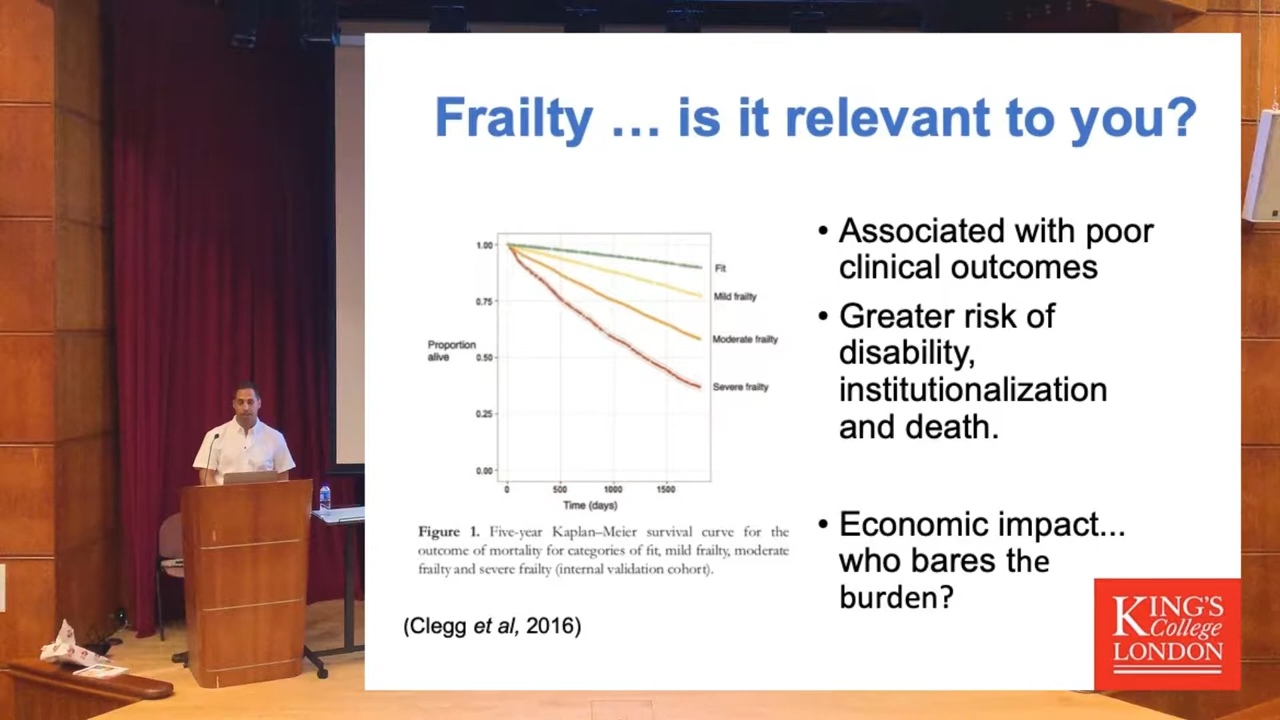 Frailty ... is it relevant to you?
1.00
0.75
0.50
0.25
0.00
Proportion
alive
Fit
Mild frailty
Moderate frailty
Severe frailty
0
500
1000
1500
Time (days)
Figure 1. Five-year Kaplan–Meier survival curve for the
outcome of mortality for categories of fit, mild frailty, moderate
frailty and severe frailty (internal validation cohort).
(Clegg et al, 2016)
• Associated with poor
clinical outcomes
• Greater risk of
disability,
institutionalization
and death.
• Economic impact...
who bares the
burden?
KING'S
College
LONDON